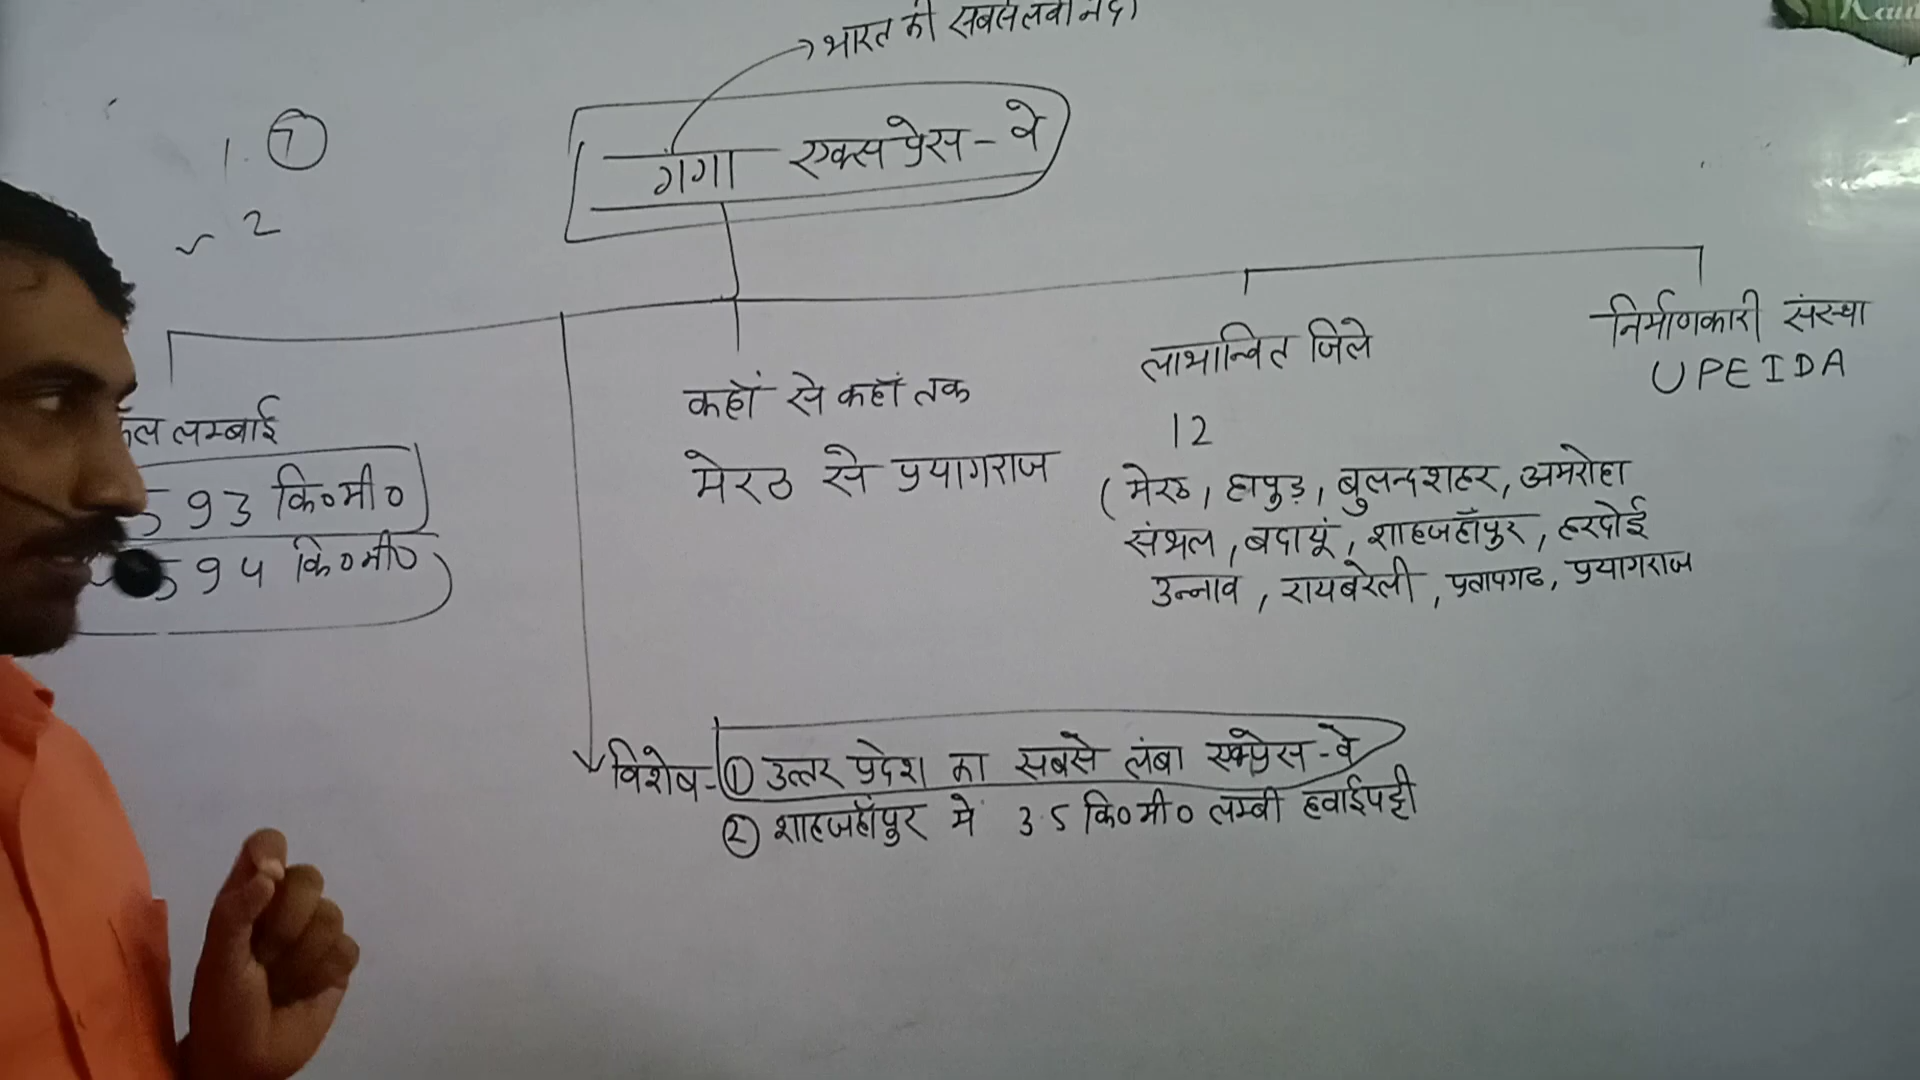 भारत की सबसे लंबी नदी
1. 7
2
गंगा एक्सप्रेस-वे
लम्बाई
593 कि०मी०
594 कि०मी०
कहाँ से कहाँ तक
मेरठ से प्रयागराज
लाभान्वित जिले
12
(मेरठ, हापुड़, बुलन्दशहर, अमरोहा
संभल, बदायूं, शाहजहाँपुर, हरदोई
उन्नाव, रायबरेली, प्रतापगढ, प्रयागराज
निर्माणकारी संस्था
UPEIDA
विशेष-① उत्तर प्रदेश का सबसे लंबा एक्प्रेस-वे
② शाहजहाँपुर मे 3.5 कि०मी० लम्बी हवाईपट्टी